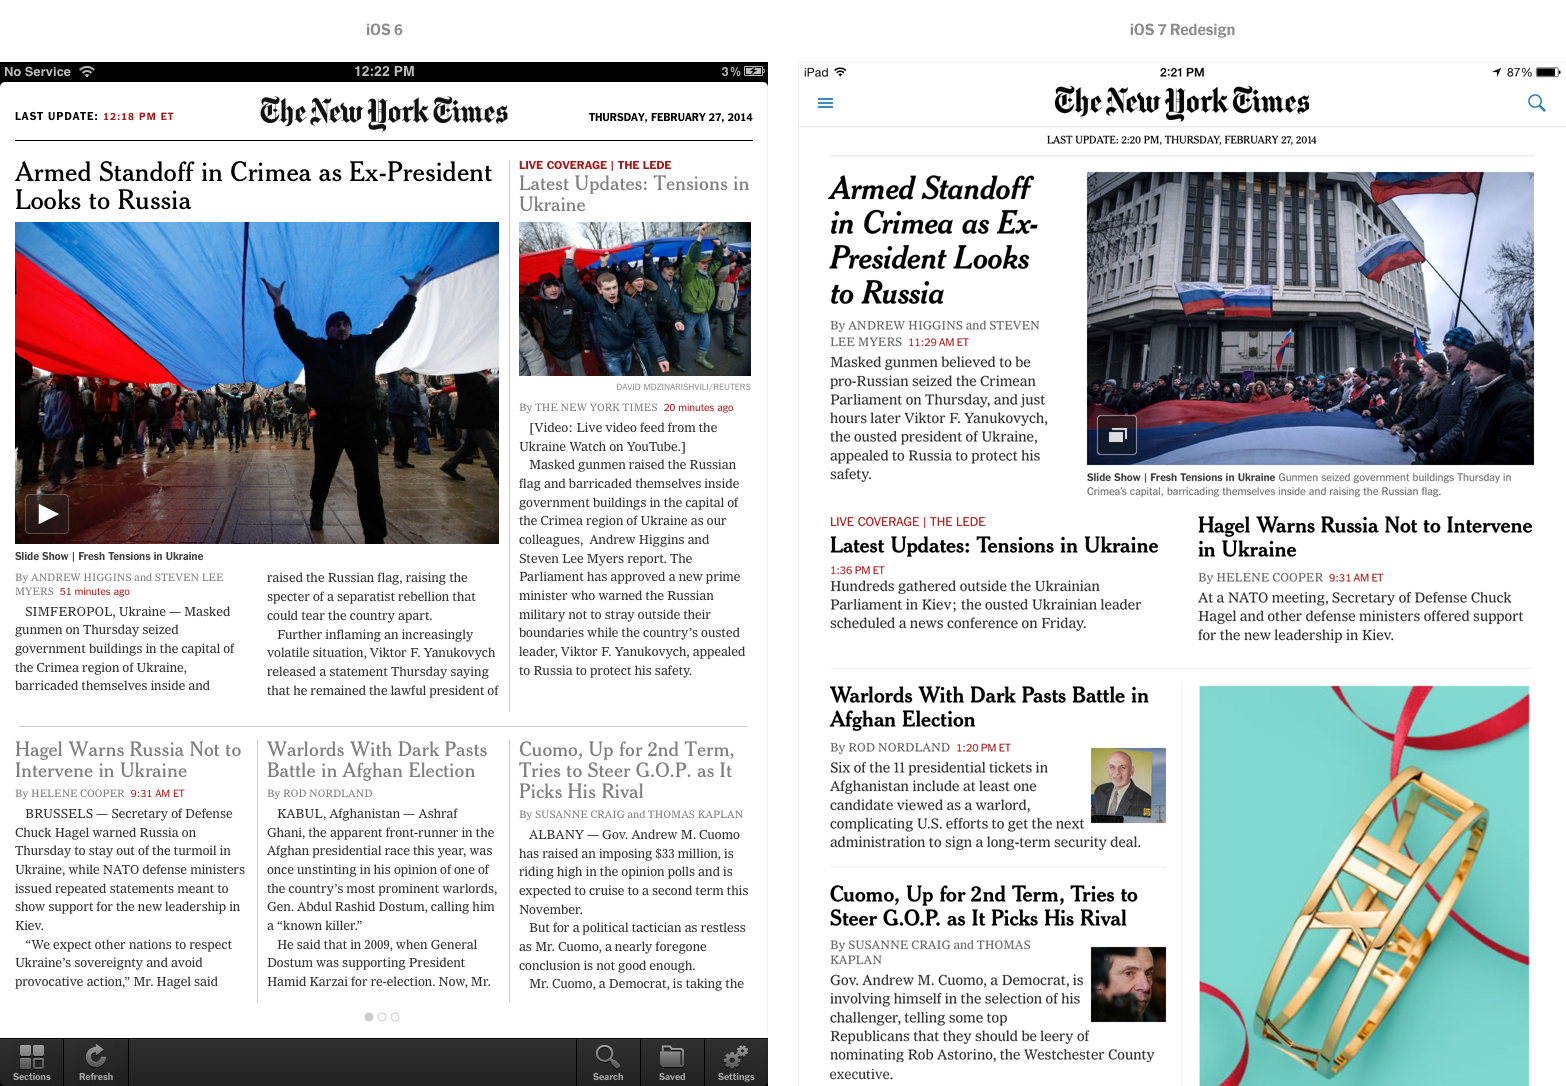 iOS 6
No Service
12:22 PM
3%
LAST UPDATE: 12:18 PM ET
The New York Times
THURSDAY, FEBRUARY 27, 2014
Armed Standoff in Crimea as Ex-President
Looks to Russia
Slide Show | Fresh Tensions in Ukraine
By ANDREW HIGGINS and STEVEN LEE
MYERS 51 minutes ago
SIMFEROPOL, Ukraine — Masked
gunmen on Thursday seized
government buildings in the capital of
the Crimea region of Ukraine,
barricaded themselves inside and
raised the Russian flag, raising the
specter of a separatist rebellion that
could tear the country apart.
Further inflaming an increasingly
volatile situation, Viktor F. Yanukovych
released a statement Thursday saying
that he remained the lawful president of
LIVE COVERAGE | THE LEDE
Latest Updates: Tensions in
Ukraine
DAVID MDZINARISHVILI/REUTERS
By THE NEW YORK TIMES 20 minutes ago
[Video: Live video feed from the
Ukraine Watch on YouTube.]
Masked gunmen raised the Russian
flag and barricaded themselves inside
government buildings in the capital of
the Crimea region of Ukraine as our
colleagues, Andrew Higgins and
Steven Lee Myers report. The
Parliament has approved a new prime
minister who warned the Russian
military not to stray outside their
boundaries while the country's ousted
leader, Viktor F. Yanukovych, appealed
to Russia to protect his safety.
Hagel Warns Russia Not to
Intervene in Ukraine
By HELENE COOPER 9:31 AM ET
BRUSSELS — Secretary of Defense
Chuck Hagel warned Russia on
Thursday to stay out of the turmoil in
Ukraine, while NATO defense ministers
issued repeated statements meant to
show support for the new leadership in
Kiev.
“We expect other nations to respect
Ukraine's sovereignty and avoid
provocative action,” Mr. Hagel said
Warlords With Dark Pasts
Battle in Afghan Election
By ROD NORDLAND
KABUL, Afghanistan — Ashraf
Ghani, the apparent front-runner in the
Afghan presidential race this year, was
once unstinting in his opinion of one of
the country's most prominent warlords,
Gen. Abdul Rashid Dostum, calling him
a “known killer.”
He said that in 2009, when General
Dostum was supporting President
Hamid Karzai for re-election. Now, Mr.
Cuomo, Up for 2nd Term,
Tries to Steer G.O.P. as It
Picks His Rival
By SUSANNE CRAIG and THOMAS KAPLAN
ALBANY — Gov. Andrew M. Cuomo
has raised an imposing $33 million, is
riding high in the opinion polls and is
expected to cruise to a second term this
November.
But for a political tactician as restless
as Mr. Cuomo, a nearly foregone
conclusion is not good enough.
Mr. Cuomo, a Democrat, is taking the
Sections
Refresh
Search
Saved
Settings
iOS 7 Redesign
iPad
2:21 PM
87%
The New York Times
LAST UPDATE: 2:20 PM, THURSDAY, FEBRUARY 27, 2014
Armed Standoff
in Crimea as Ex-
President Looks
to Russia
By ANDREW HIGGINS and STEVEN
LEE MYERS 11:29 AM ET
Masked gunmen believed to be
pro-Russian seized the Crimean
Parliament on Thursday, and just
hours later Viktor F. Yanukovych,
the ousted president of Ukraine,
appealed to Russia to protect his
safety.
Slide Show | Fresh Tensions in Ukraine Gunmen seized government buildings Thursday in
Crimea's capital, barricading themselves inside and raising the Russian flag.
LIVE COVERAGE | THE LEDE
Latest Updates: Tensions in Ukraine
1:36 PM ET
Hundreds gathered outside the Ukrainian
Parliament in Kiev; the ousted Ukrainian leader
scheduled a news conference on Friday.
Hagel Warns Russia Not to Intervene
in Ukraine
By HELENE COOPER 9:31 AM ET
At a NATO meeting, Secretary of Defense Chuck
Hagel and other defense ministers offered support
for the new leadership in Kiev.
Warlords With Dark Pasts Battle in
Afghan Election
By ROD NORDLAND 1:20 PM ET
Six of the 11 presidential tickets in
Afghanistan include at least one
candidate viewed as a warlord,
complicating U.S. efforts to get the next
administration to sign a long-term security deal.
Cuomo, Up for 2nd Term, Tries to
Steer G.O.P. as It Picks His Rival
By SUSANNE CRAIG and THOMAS
KAPLAN
Gov. Andrew M. Cuomo, a Democrat, is
involving himself in the selection of his
challenger, telling some top
Republicans that they should be leery of
nominating Rob Astorino, the Westchester County
executive.